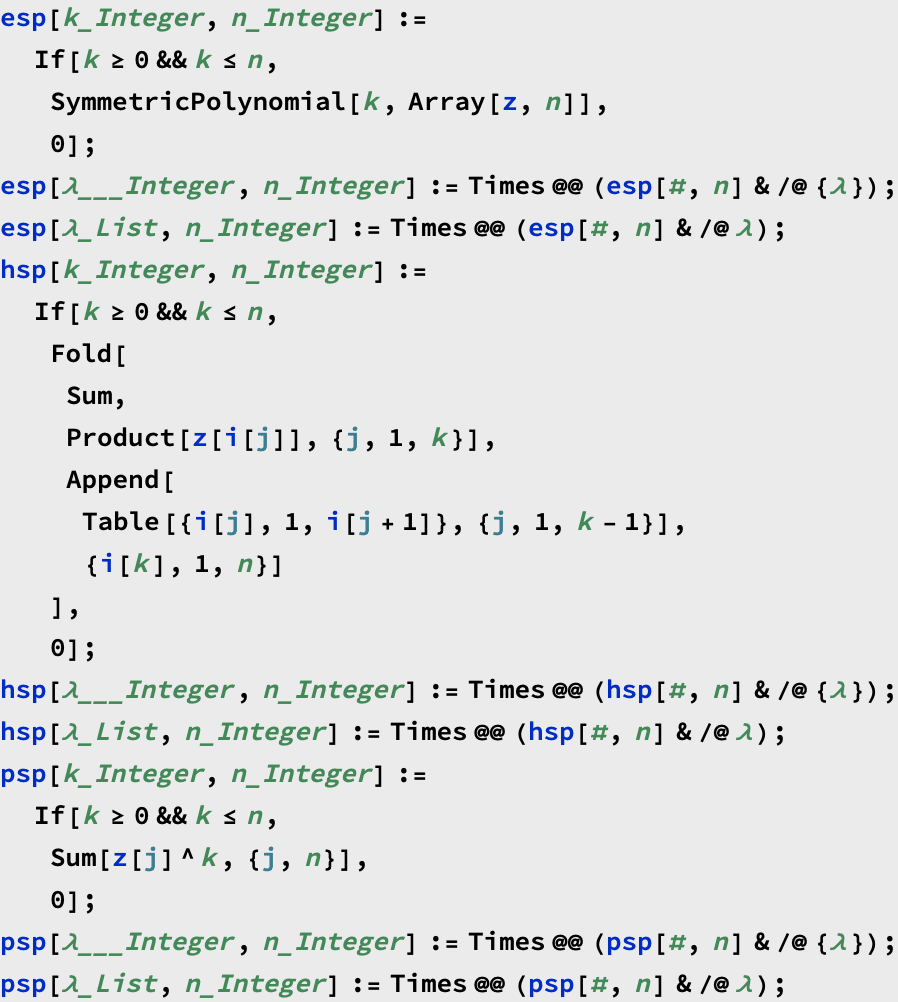 esp[k_Integer, n_Integer] :=
If[k ≥ 0 && k ≤ n,
SymmetricPolynomial[k, Array[z, n]],
0];
esp[λ___Integer, n_Integer] := Times @@ (esp[#, n] & /@ {λ});
esp[λ_List, n_Integer] := Times @@ (esp[#, n] & /@ λ);
hsp[k_Integer, n_Integer] :=
If[k ≥ 0 && k ≤ n,
Fold[
Sum,
Product[z[i[j]], {j, 1, k}],
Append[
Table[{i[j], 1, i[j + 1]}, {j, 1, k - 1}],
{i[k], 1, n}]
],
0];
hsp[λ___Integer, n_Integer] := Times @@ (hsp[#, n] & /@ {λ});
hsp[λ_List, n_Integer] := Times @@ (hsp[#, n] & /@ λ);
psp[k_Integer, n_Integer] :=
If[k ≥ 0 && k ≤ n,
Sum[z[j] ^ k, {j, n}],
0];
psp[λ___Integer, n_Integer] := Times @@ (psp[#, n] & /@ {λ});
psp[λ_List, n_Integer] := Times @@ (psp[#, n] & /@ λ);